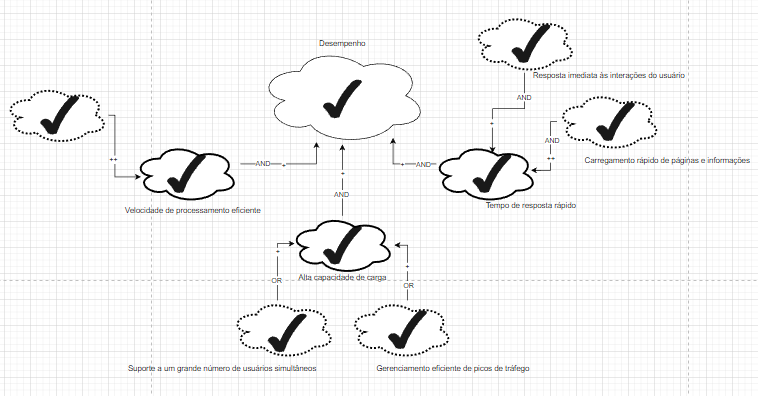 Desempenho
Resposta imediata às interações do usuário
AND
+
AND
++
Carregamento rápido de páginas e informações
++
AND
+
+
AND
+
AND
Velocidade de processamento eficiente
Tempo de resposta rápido
+
OR
Alta capacidade de carga
+
OR
Suporte a um grande número de usuários simultâneos
Gerenciamento eficiente de picos de tráfego